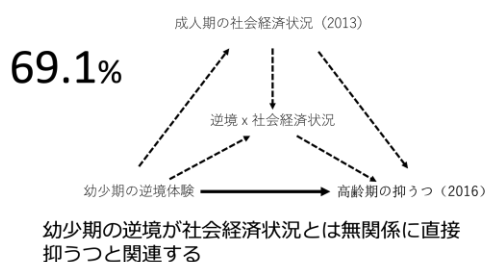 成人期の社会経済状況（2013）
69.1%
逆境 x 社会経済状況
幼少期の逆境体験
高齢期の抑うつ（2016）
幼少期の逆境が社会経済状況とは無関係に直接
抑うつと関連する